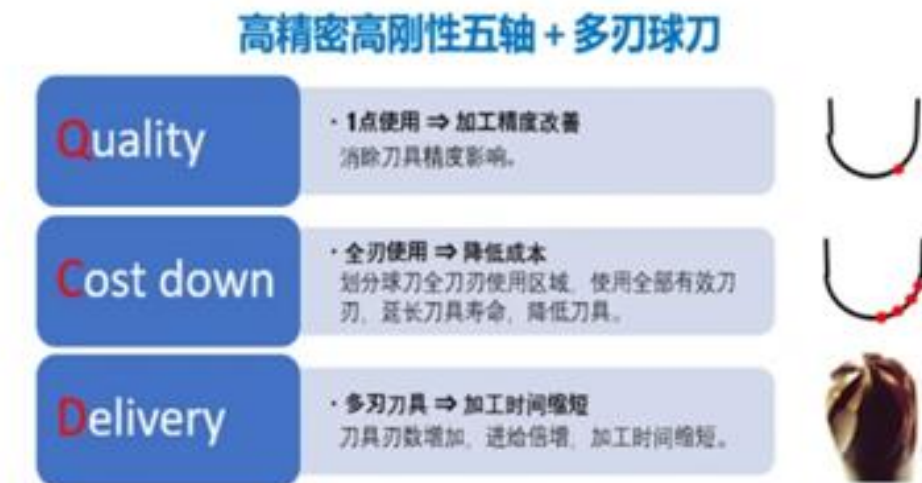 高精密高刚性五轴 + 多刃球刀
Quality
· 1点使用 ⇒ 加工精度改善
消除刀具精度影响。
Cost down
· 全刃使用 ⇒ 降低成本
划分球刀全刀刃使用区域，使用全部有效刀
刃，延长刀具寿命，降低刀具。
Delivery
· 多刃刀具 ⇒ 加工时间缩短
刀具刃数增加，进给倍增，加工时间缩短。